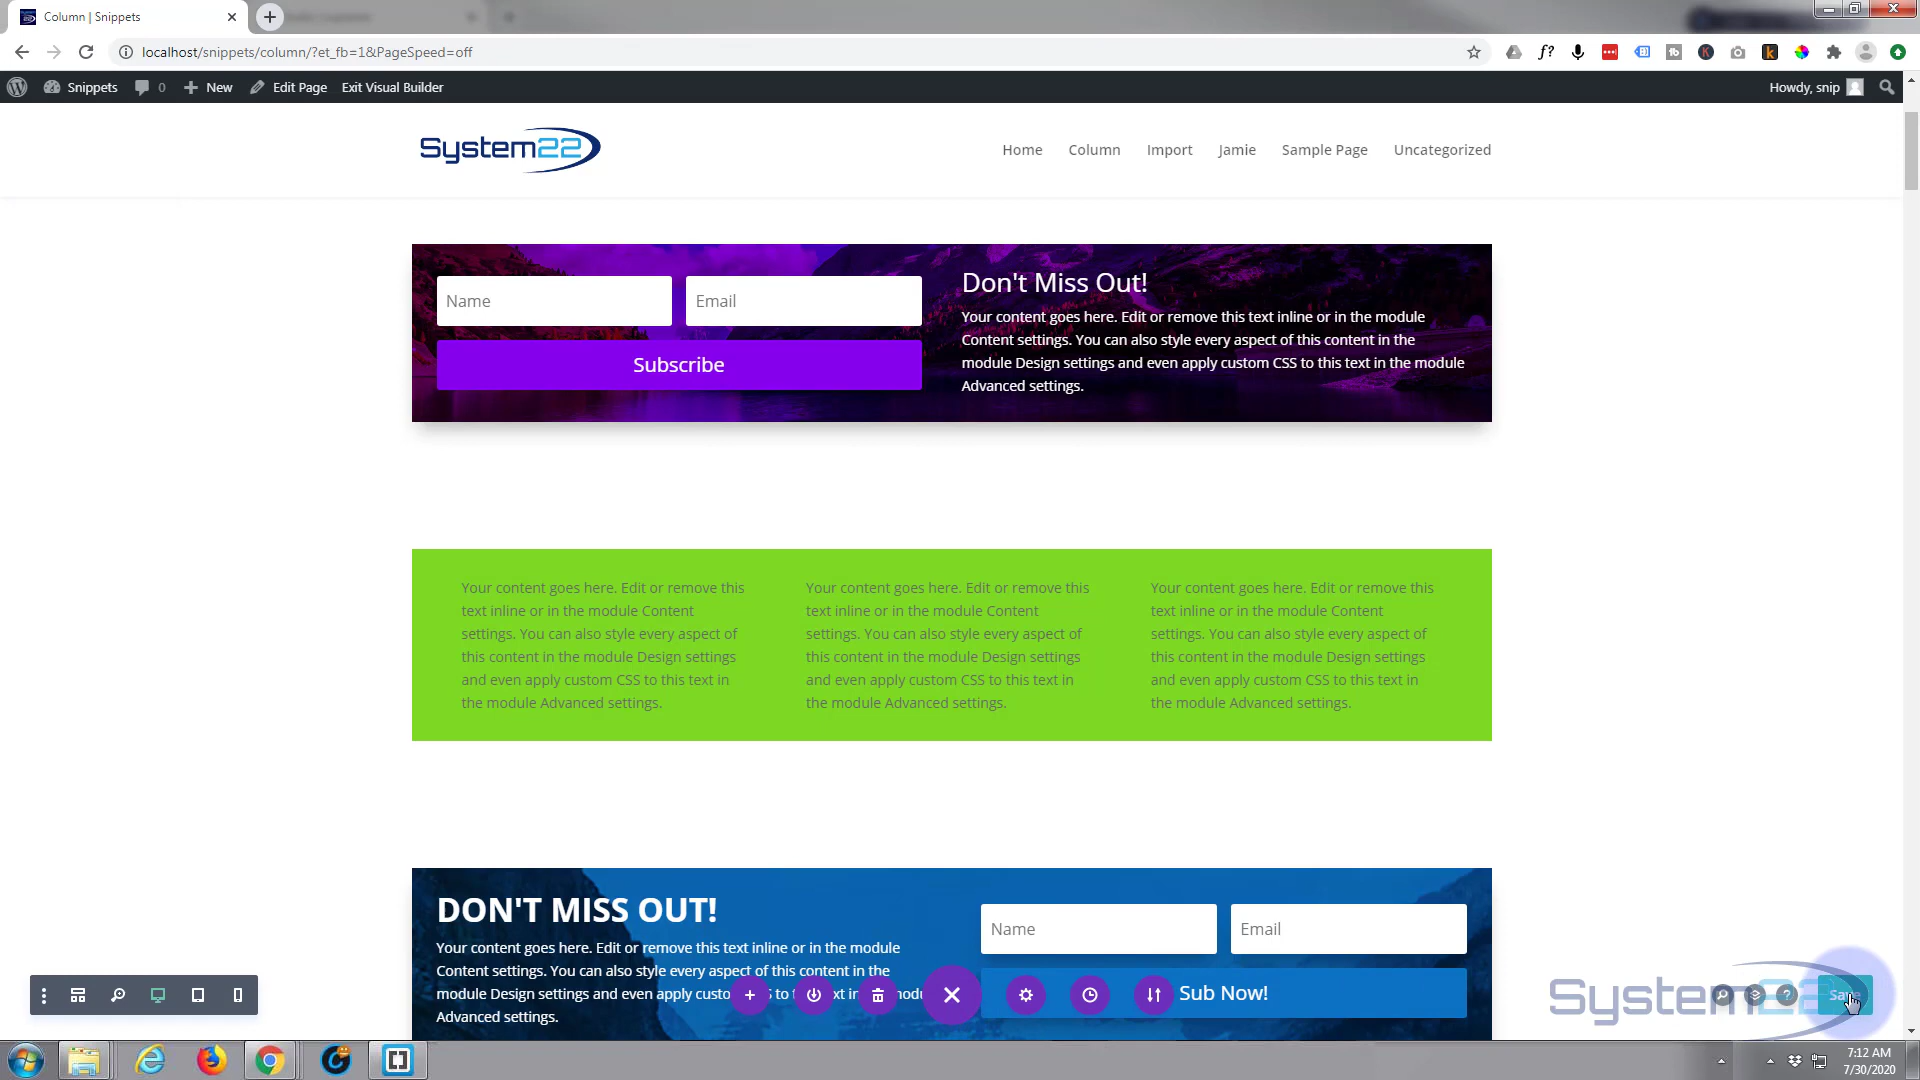 Column | Snippets
localhost/snippets/column/?et_fb=1&PageSpeed=off
Snippets 0 New Edit Page Exit Visual Builder Howdy, snip
System22
Home Column Import Jamie Sample Page Uncategorized
Name
Email
Subscribe
Don't Miss Out!
Your content goes here. Edit or remove this text inline or in the module
Content settings. You can also style every aspect of this content in the
module Design settings and even apply custom CSS to this text in the module
Advanced settings.
Your content goes here. Edit or remove this
text inline or in the module Content
settings. You can also style every aspect of
this content in the module Design settings
and even apply custom CSS to this text in
the module Advanced settings.
Your content goes here. Edit or remove this
text inline or in the module Content
settings. You can also style every aspect of
this content in the module Design settings
and even apply custom CSS to this text in
the module Advanced settings.
Your content goes here. Edit or remove this
text inline or in the module Content
settings. You can also style every aspect of
this content in the module Design settings
and even apply custom CSS to this text in
the module Advanced settings.
DON'T MISS OUT!
Your content goes here. Edit or remove this text inline or in the module
Content settings. You can also style every aspect of this content in the
module Design settings and even apply
Advanced settings.
Name
Email
Sub Now!
System22
Save
7:12 AM
7/30/2020